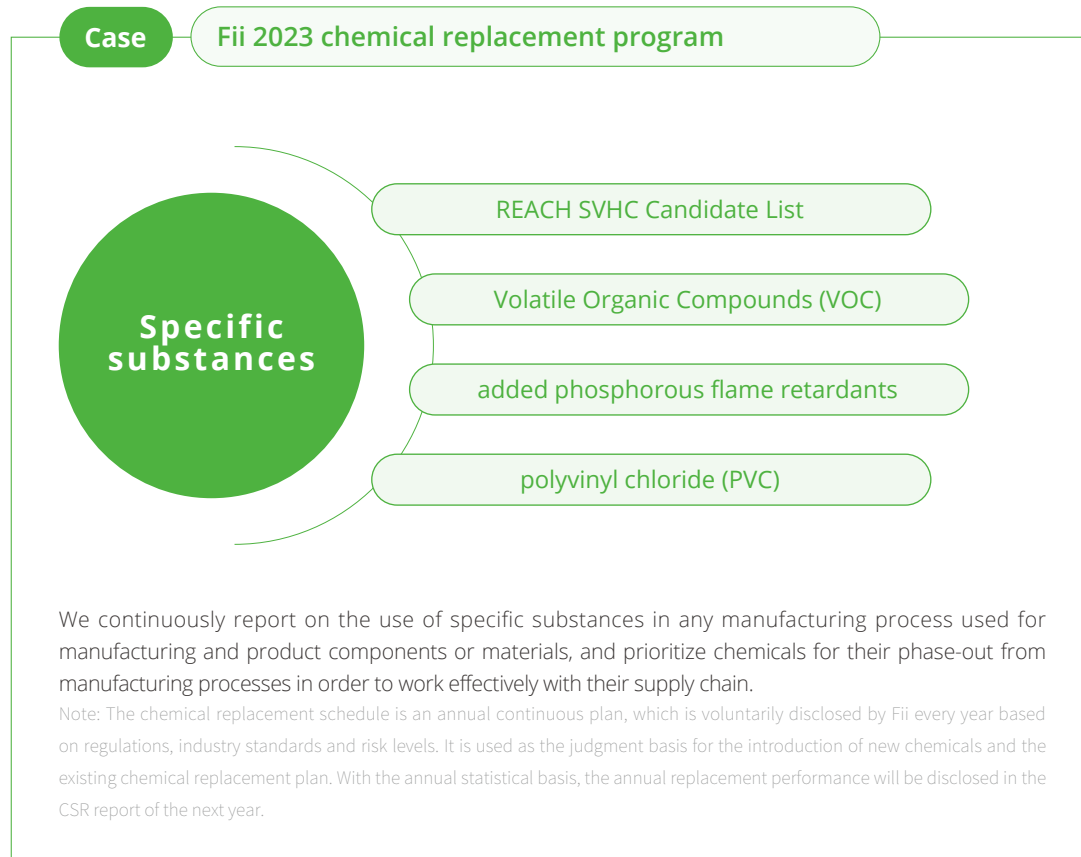 Case
Fii 2023 chemical replacement program
REACH SVHC Candidate List
Volatile Organic Compounds (VOC)
Specific
substances
added phosphorous flame retardants
polyvinyl chloride (PVC)
We continuously report on the use of specific substances in any manufacturing process used for
manufacturing and product components or materials, and prioritize chemicals for their phase-out from
manufacturing processes in order to work effectively with their supply chain.
Note: The chemical replacement schedule is an annual continuous plan, which is voluntarily disclosed by Fii every year based
on regulations, industry standards and risk levels. It is used as the judgment basis for the introduction of new chemicals and the
existing chemical replacement plan. With the annual statistical basis, the annual replacement performance will be disclosed in the
CSR report of the next year.